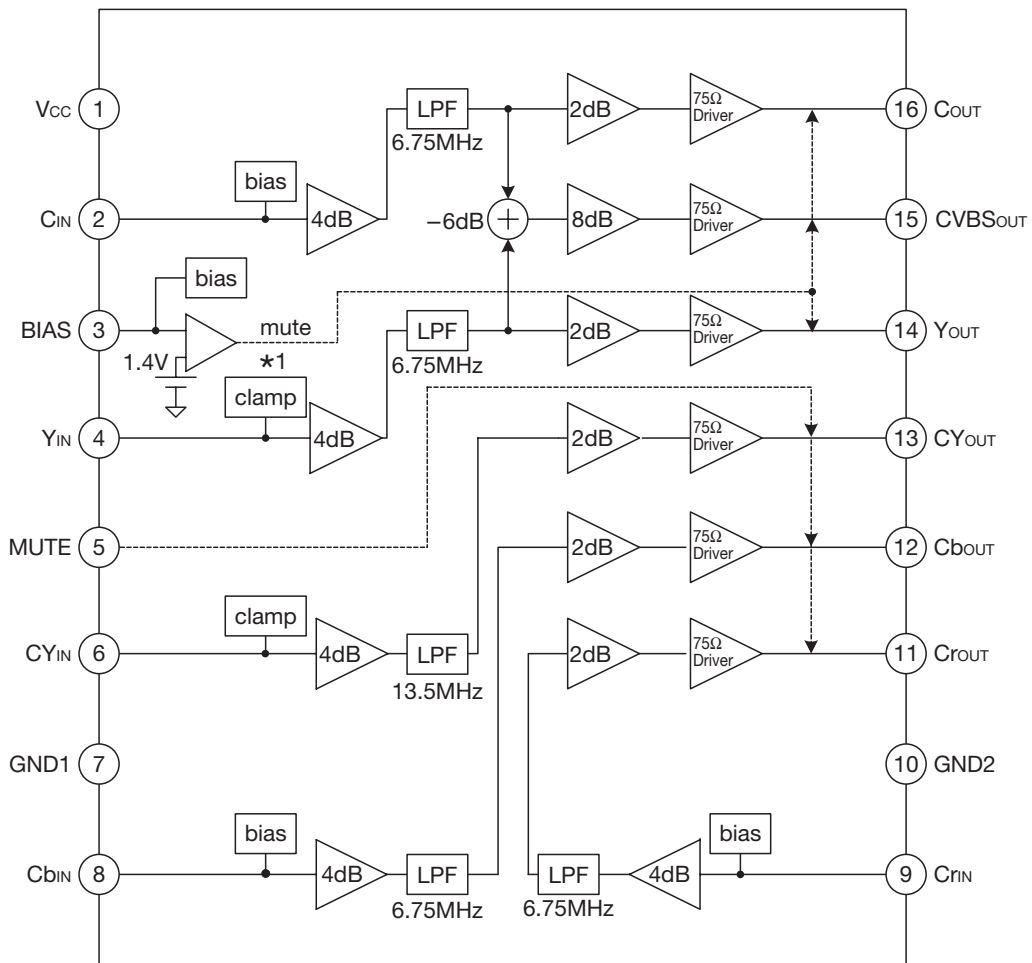 VCC 1
LPF 2dB 75Ω Driver 16 COUT
6.75MHz
bias
CIN 2 4dB −6dB + 8dB 75Ω Driver 15 CVBSOUT
bias
BIAS 3 mute LPF 2dB 75Ω Driver 14 YOUT
1.4V *1 6.75MHz
clamp
YIN 4 4dB 2dB 75Ω Driver 13 CYOUT
MUTE 5 2dB 75Ω Driver 12 CbOUT
clamp
CYIN 6 4dB LPF 2dB 75Ω Driver 11 CrOUT
13.5MHz
GND1 7 10 GND2
bias bias
CbIN 8 4dB LPF LPF 4dB 9 CrIN
6.75MHz 6.75MHz